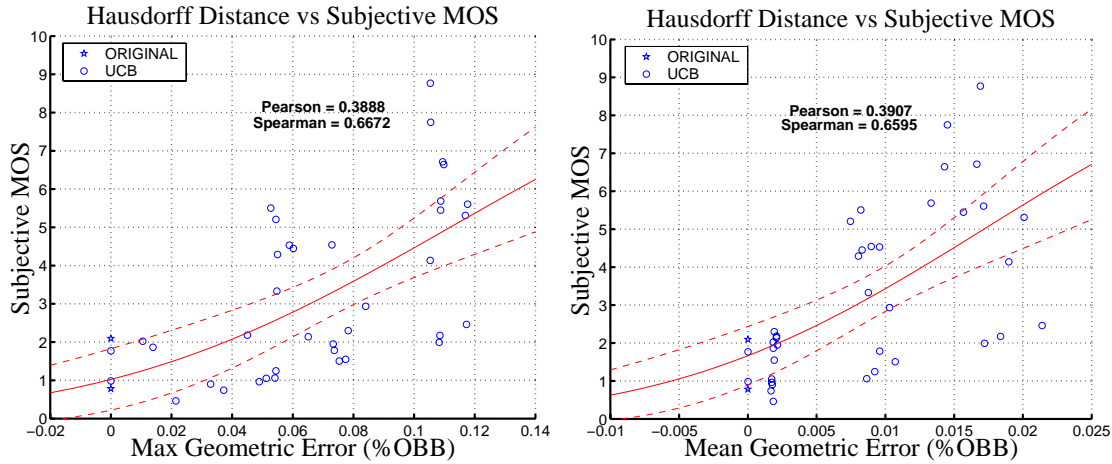 Hausdorff Distance vs Subjective MOS
10
9
8
7
6
5
4
3
2
1
0
Subjective MOS
ORIGINAL
UCB
Pearson = 0.3888
Spearman = 0.6672
−0.02 0 0.02 0.04 0.06 0.08 0.1 0.12 0.14
Max Geometric Error (%OBB)
Hausdorff Distance vs Subjective MOS
10
9
8
7
6
5
4
3
2
1
0
Subjective MOS
ORIGINAL
UCB
Pearson = 0.3907
Spearman = 0.6595
−0.01 −0.005 0 0.005 0.01 0.015 0.02 0.025
Mean Geometric Error (%OBB)